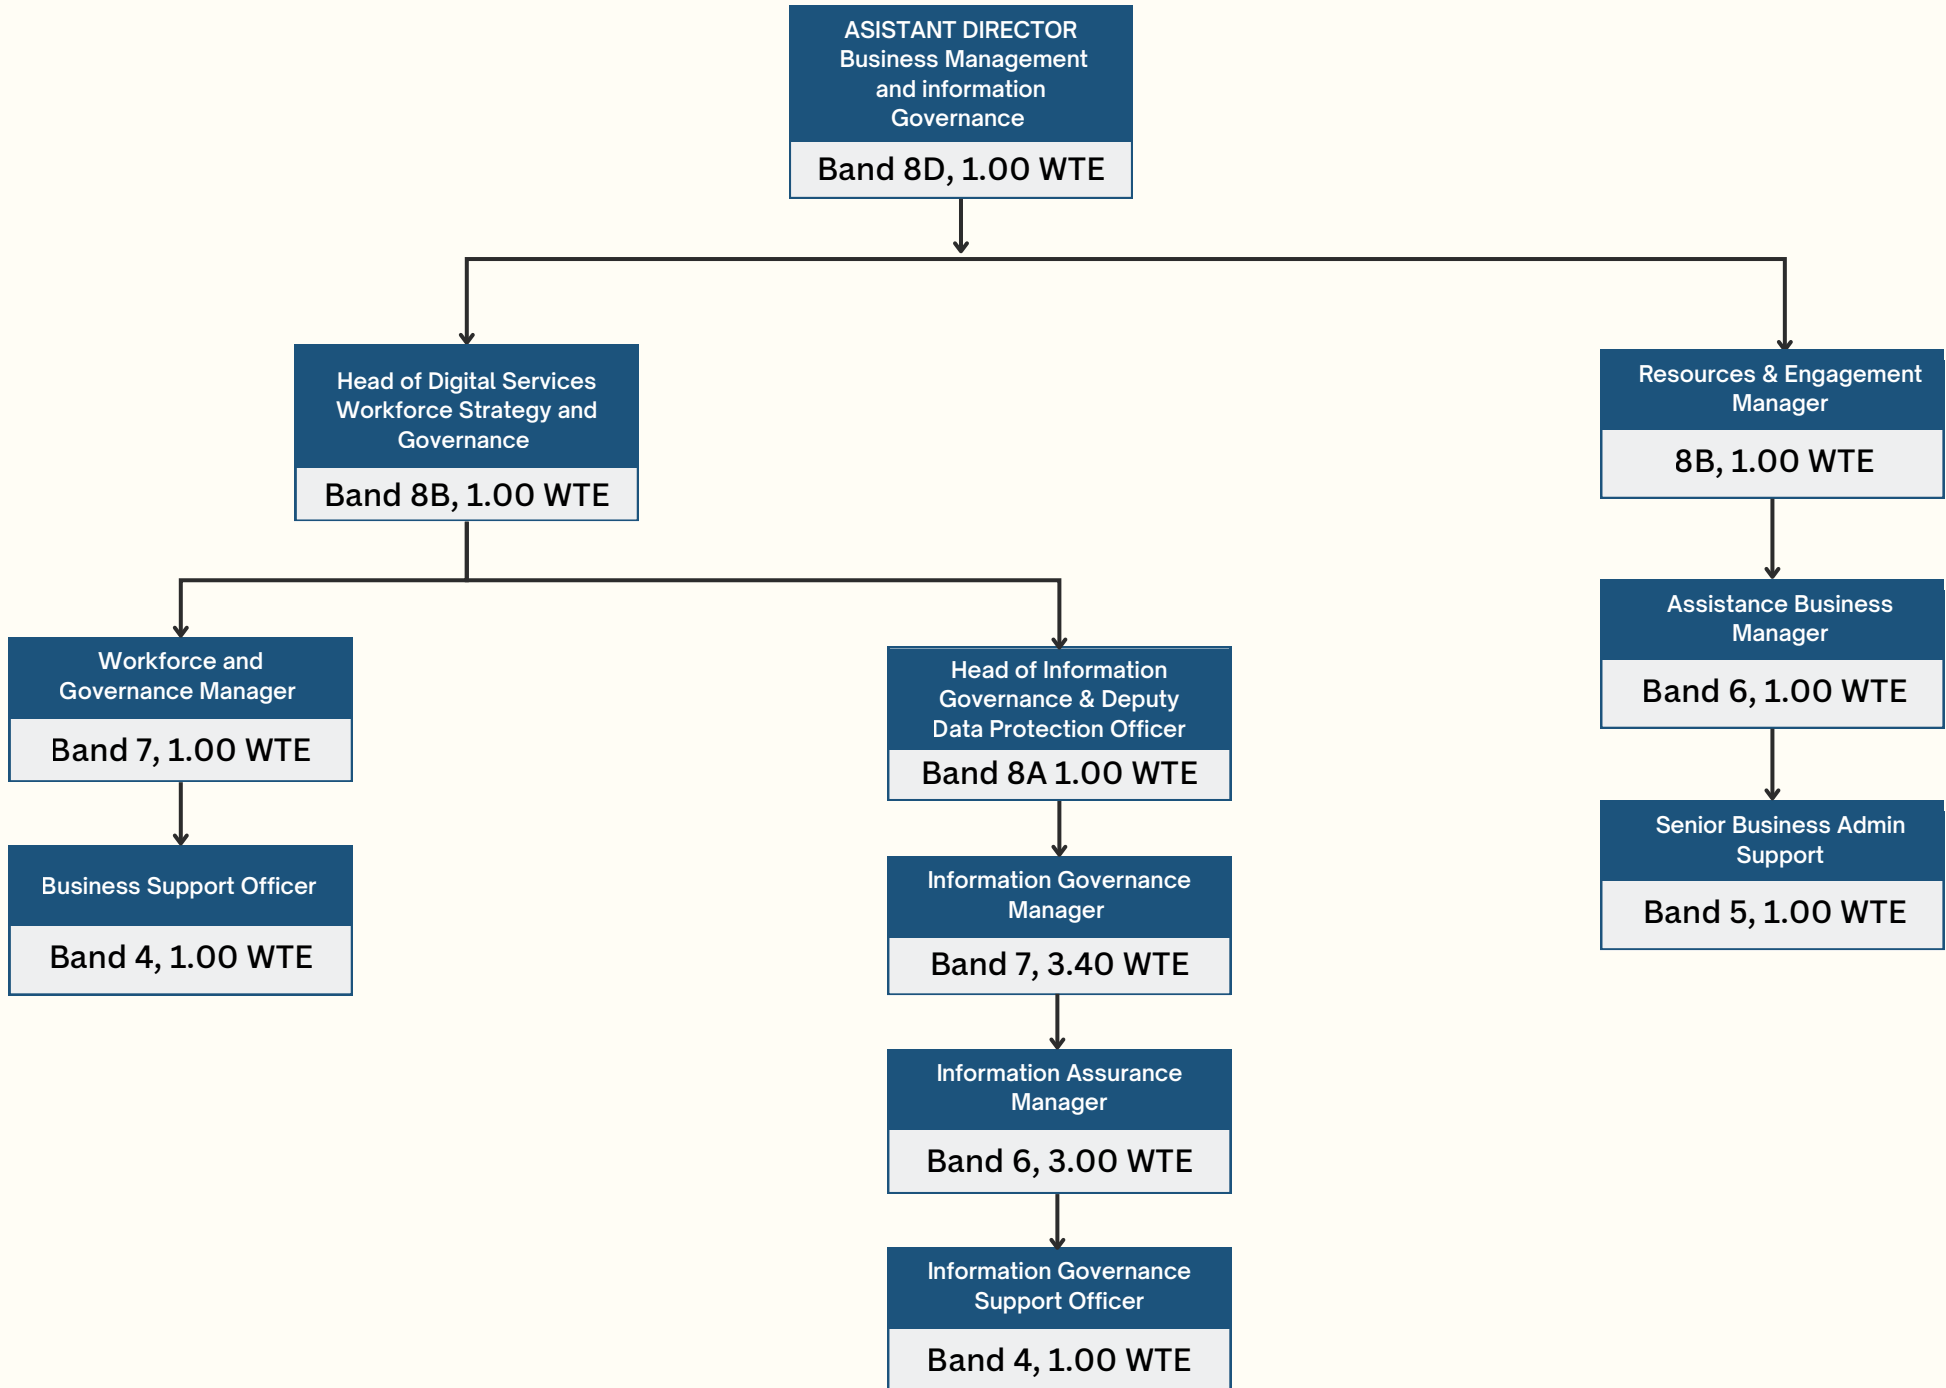 ASISTANT DIRECTOR
Business Management
and information
Governance
Band 8D, 1.00 WTE
Head of Digital Services
Workforce Strategy and
Governance
Band 8B, 1.00 WTE
Resources & Engagement
Manager
8B, 1.00 WTE
Workforce and
Governance Manager
Band 7, 1.00 WTE
Business Support Officer
Band 4, 1.00 WTE
Head of Information
Governance & Deputy
Data Protection Officer
Band 8A 1.00 WTE
Information Governance
Manager
Band 7, 3.40 WTE
Information Assurance
Manager
Band 6, 3.00 WTE
Information Governance
Support Officer
Band 4, 1.00 WTE
Assistance Business
Manager
Band 6, 1.00 WTE
Senior Business Admin
Support
Band 5, 1.00 WTE